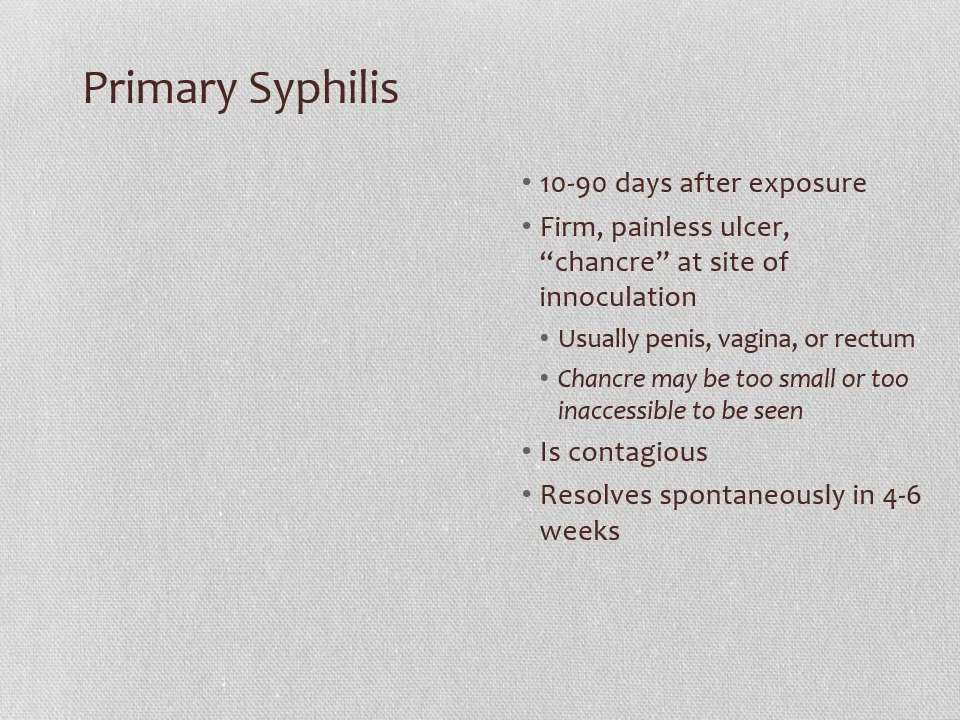 Primary Syphilis
• 10-90 days after exposure
• Firm, painless ulcer,
“chancre” at site of
innoculation
• Usually penis, vagina, or rectum
• Chancre may be too small or too
inaccessible to be seen
• Is contagious
• Resolves spontaneously in 4-6
weeks